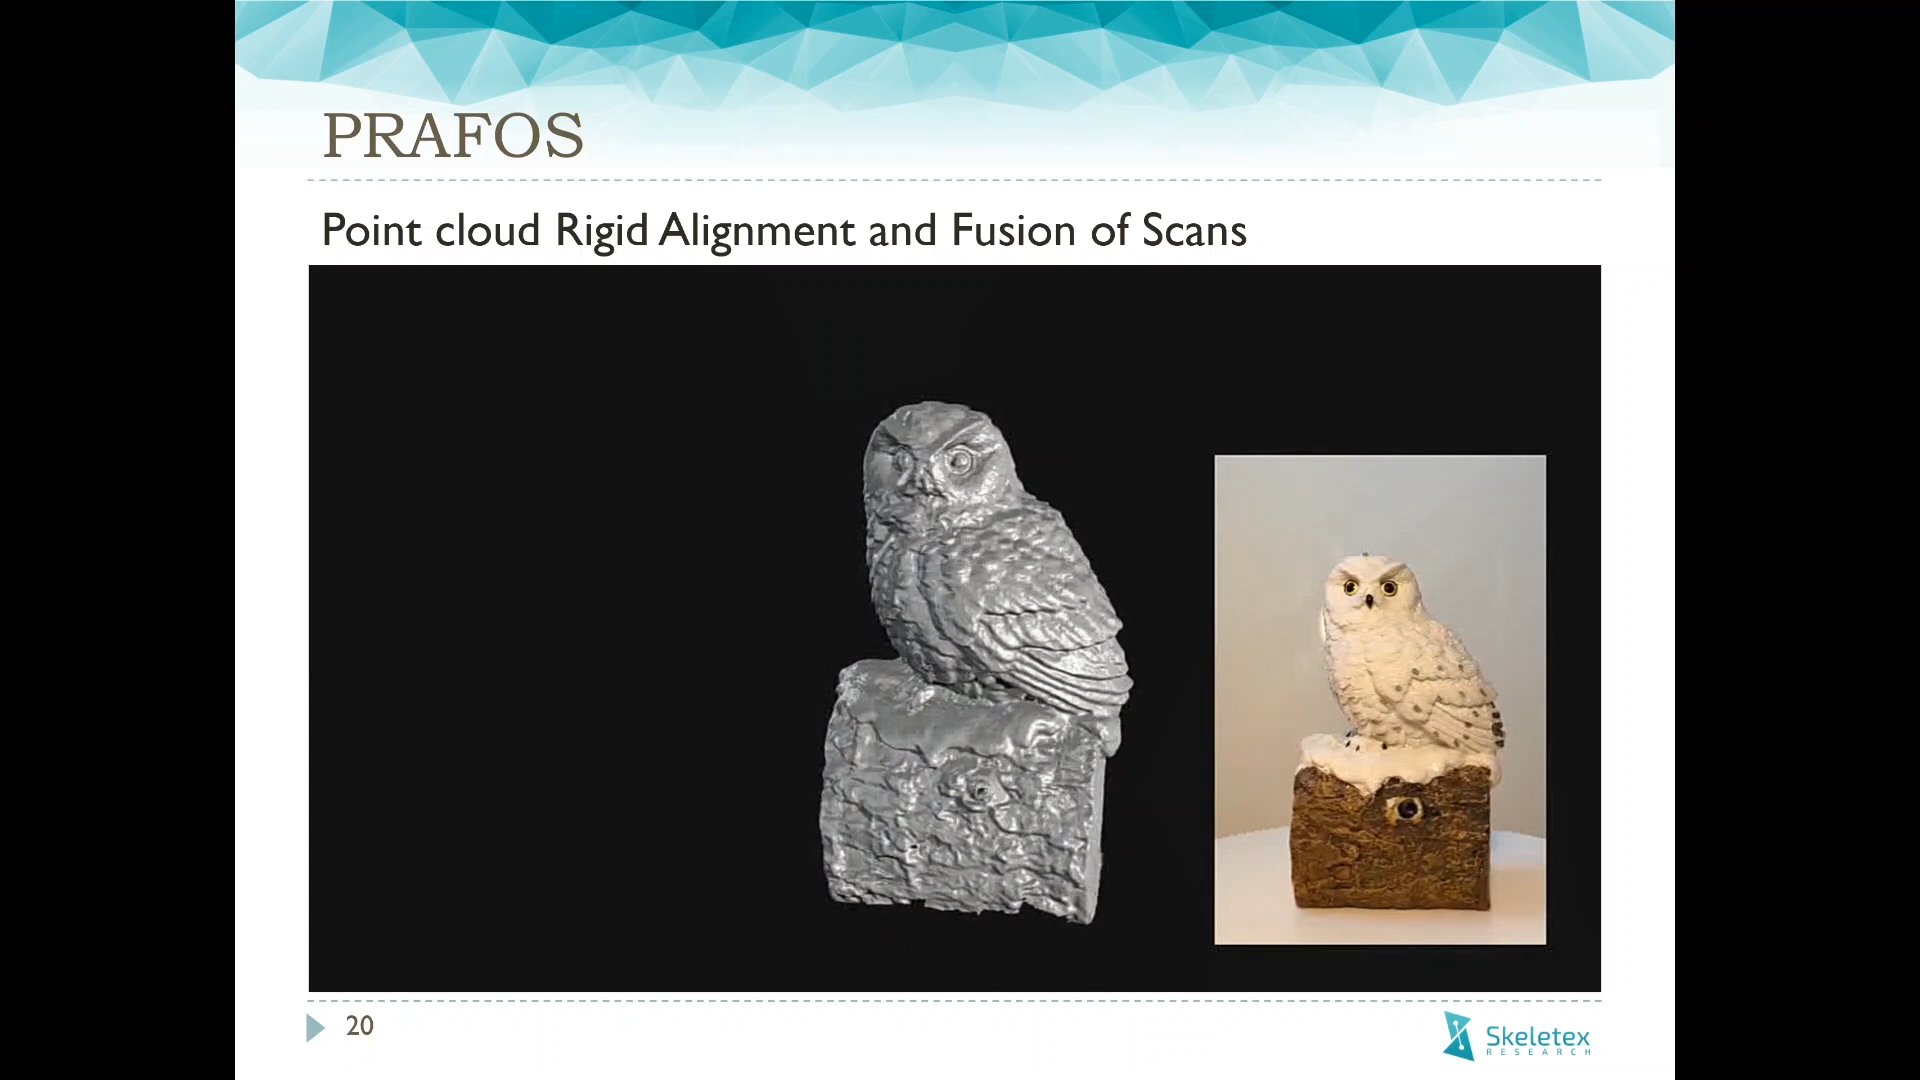 PRAFOS
Point cloud Rigid Alignment and Fusion of Scans
20
Skeletex
RESEARCH